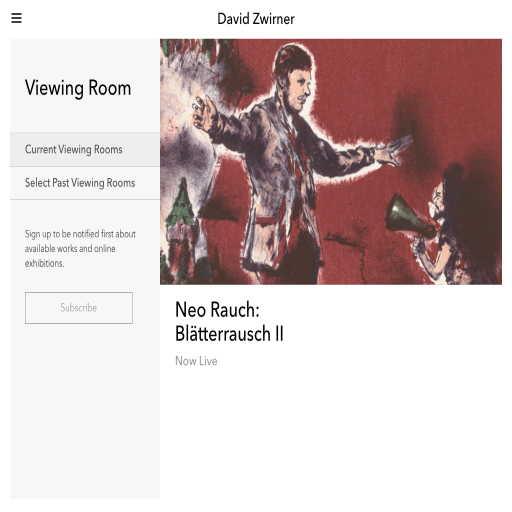 David Zwirner
Viewing Room
Current Viewing Rooms
Select Past Viewing Rooms
Sign up to be notified first about
available works and online
exhibitions.
Subscribe
Neo Rauch:
Blätterrausch II
Now Live